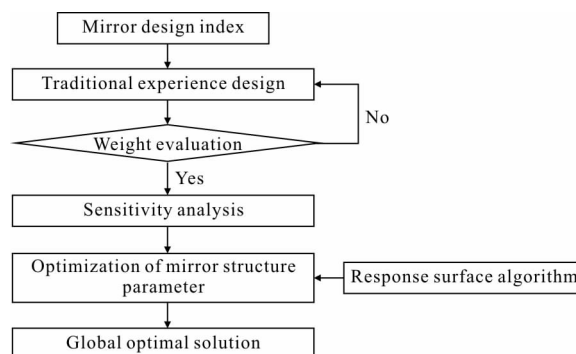 Mirror design index
Traditional experience design
No
Weight evaluation
Yes
Sensitivity analysis
Optimization of mirror structure
parameter
Response surface algorithm
Global optimal solution